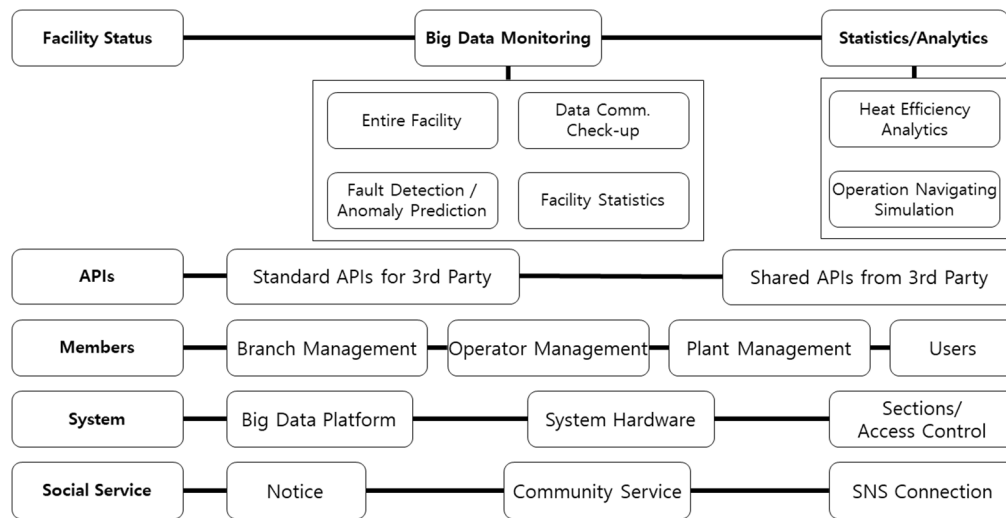 Facility Status
Big Data Monitoring
Statistics/Analytics
Entire Facility
Data Comm.
Check-up
Heat Efficiency
Analytics
Fault Detection /
Anomaly Prediction
Facility Statistics
Operation Navigating
Simulation
APIs
Standard APIs for 3rd Party
Shared APIs from 3rd Party
Members
Branch Management
Operator Management
Plant Management
Users
System
Big Data Platform
System Hardware
Sections/
Access Control
Social Service
Notice
Community Service
SNS Connection